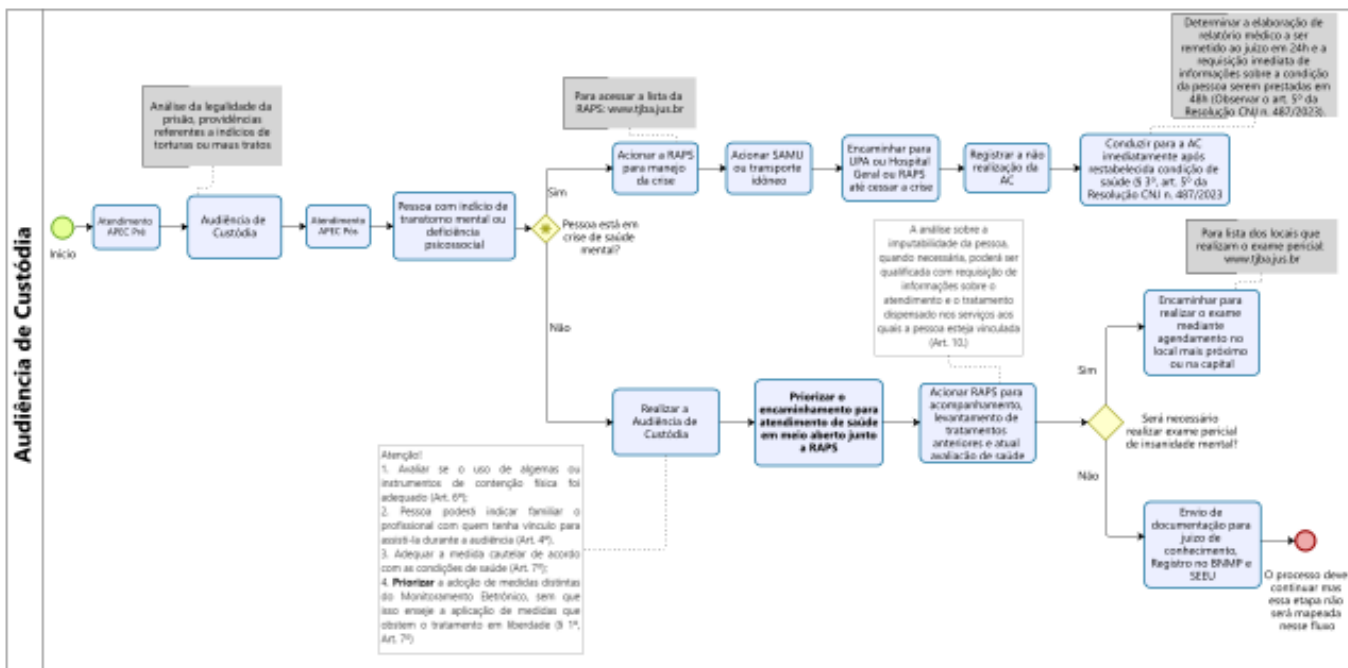 Audiência de Custódia
Análise da legalidade da
prisão, providências
referentes a indícios de
torturas ou maus tratos
Início
Atendimento
APEC Pré
Audiência de
Custódia
Atendimento
APEC Pós
Pessoa com indício de
transtorno mental ou
deficiência
psicossocial
Pessoa está em
crise de saúde
mental?
Sim
Não
Para acessar a lista da
RAPS: www.tjba.jus.br
Acionar a RAPS
para manejo
da crise
Acionar SAMU
ou transporte
idôneo
Encaminhar para
UPA ou Hospital
Geral ou RAPS
até cessar a crise
Registrar a não
realização da
AC
Determinar a elaboração de
relatório médico a ser
remetido ao juízo em 24h e a
requisição imediata de
informações sobre a condição
da pessoa serem prestadas em
48h (Observar o art. 5º da
Resolução CNJ n. 487/2023).
Conduzir para a AC
imediatamente após
restabelecida condição de
saúde (§ 3º, art. 5º da
Resolução CNJ n. 487/2023
Realizar a
Audiência de
Custódia
Atenção!
1. Avaliar se o uso de algemas ou
instrumentos de contenção física foi
adequado (Art. 6º);
2. Pessoa poderá indicar familiar o
profissional com quem tenha vínculo para
assisti-la durante a audiência (Art. 4º).
3. Adequar a medida cautelar de acordo
com as condições de saúde (Art. 7º);
4. Priorizar a adoção de medidas distintas
do Monitoramento Eletrônico, sem que
isso enseje a aplicação de medidas que
obstem o tratamento em liberdade (§ 1º,
Art. 7º)
Priorizar o
encaminhamento para
atendimento de saúde
em meio aberto junto
a RAPS
A análise sobre a
imputabilidade da pessoa,
quando necessária, poderá ser
qualificada com requisição de
informações sobre o
atendimento e o tratamento
dispensado nos serviços aos
quais a pessoa esteja vinculada
(Art. 10.)
Acionar RAPS para
acompanhamento,
levantamento de
tratamentos
anteriores e atual
avaliação de saúde
Será necessário
realizar exame pericial
de insanidade mental?
Sim
Não
Para lista dos locais que
realizam o exame pericial:
www.tjba.jus.br
Encaminhar para
realizar o exame
mediante
agendamento no
local mais próximo
ou na capital
Envio de
documentação para
juízo de
conhecimento,
Registro no BNMP e
SEEU
O processo deve
continuar mas
essa etapa não
será mapeada
nesse fluxo